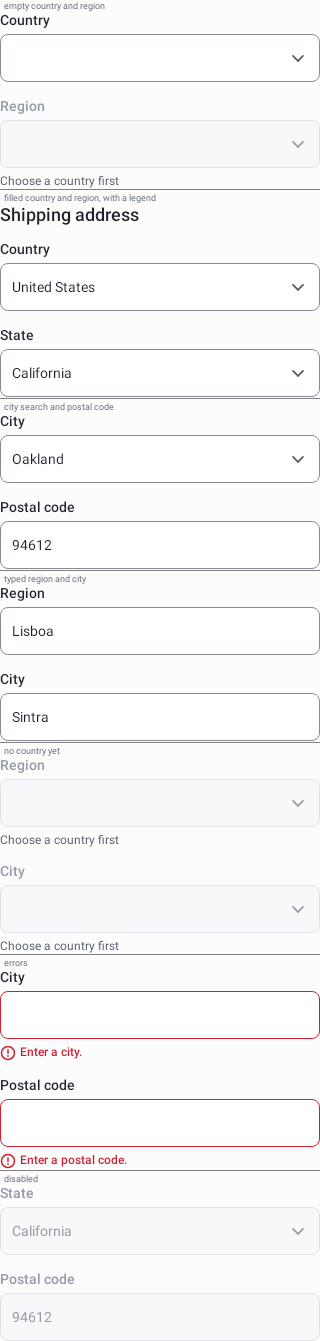 empty country and region
Country
Region
Choose a country first
filled country and region, with a legend
Shipping address
Country
United States
State
California
city search and postal code
City
Oakland
Postal code
94612
typed region and city
Region
Lisboa
City
Sintra
no country yet
Region
Choose a country first
City
Choose a country first
errors
City
Enter a city.
Postal code
Enter a postal code.
disabled
State
California
Postal code
94612